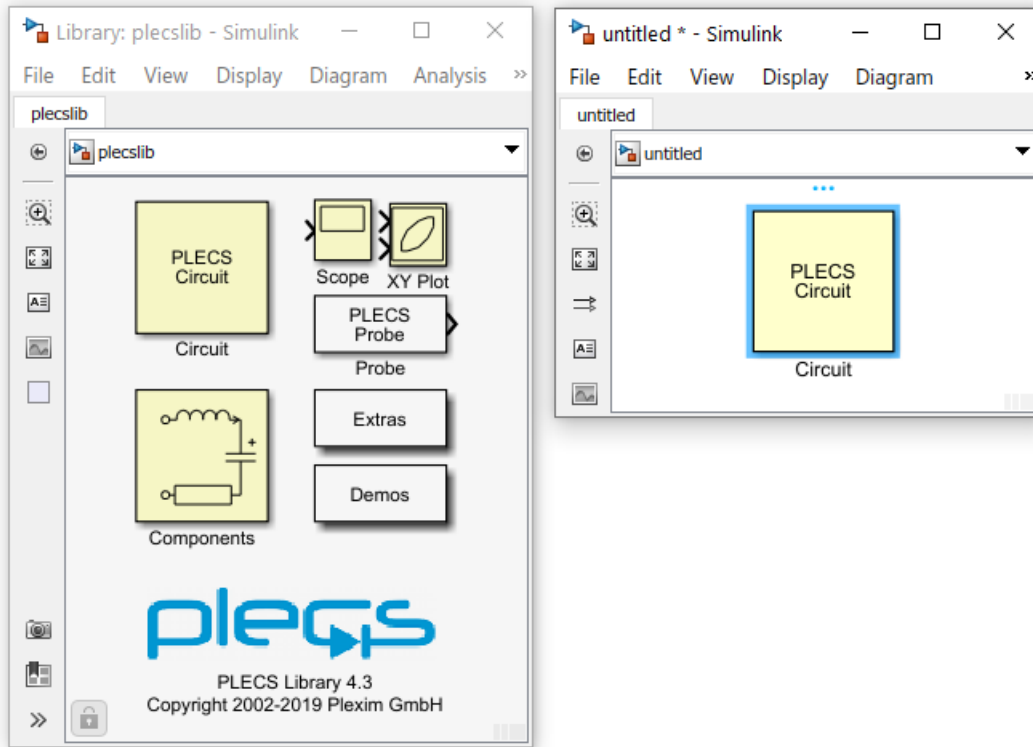 Library: plecslib - Simulink
File Edit View Display Diagram Analysis »
plecslib
plecslib
PLECS
Circuit
Circuit
Scope
XY Plot
PLECS
Probe
Probe
Components
Extras
Demos
plecs
PLECS Library 4.3
Copyright 2002-2019 Plexim GmbH
untitled * - Simulink
File Edit View Display Diagram »
untitled
untitled
PLECS
Circuit
Circuit